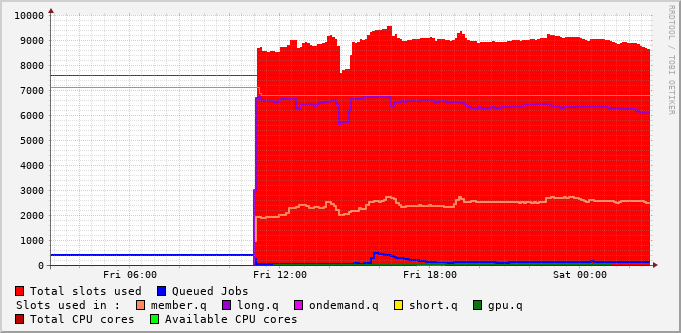 10000
9000
8000
7000
6000
5000
4000
3000
2000
1000
0
Fri 06:00 Fri 12:00 Fri 18:00 Sat 00:00
RRDTOOL / TOBI OETIKER
Total slots used Queued Jobs
Slots used in : member.q long.q ondemand.q short.q gpu.q
Total CPU cores Available CPU cores